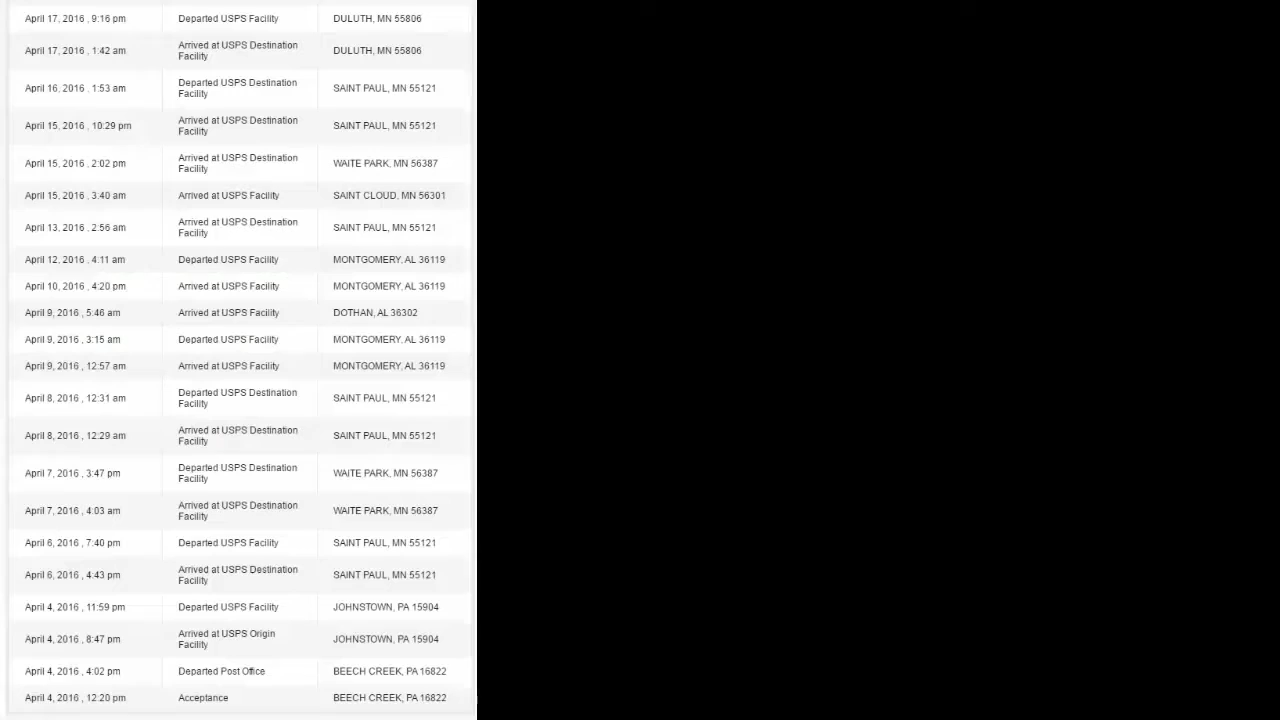 April 17, 2016 , 9:16 pm Departed USPS Facility DULUTH, MN 55806
April 17, 2016 , 1:42 am Arrived at USPS Destination Facility DULUTH, MN 55806
April 16, 2016 , 1:53 am Departed USPS Destination Facility SAINT PAUL, MN 55121
April 15, 2016 , 10:29 pm Arrived at USPS Destination Facility SAINT PAUL, MN 55121
April 15, 2016 , 2:02 pm Arrived at USPS Destination Facility WAITE PARK, MN 56387
April 15, 2016 , 3:40 am Arrived at USPS Facility SAINT CLOUD, MN 56301
April 13, 2016 , 2:56 am Arrived at USPS Destination Facility SAINT PAUL, MN 55121
April 12, 2016 , 4:11 am Departed USPS Facility MONTGOMERY, AL 36119
April 10, 2016 , 4:20 pm Arrived at USPS Facility MONTGOMERY, AL 36119
April 9, 2016 , 5:46 am Arrived at USPS Facility DOTHAN, AL 36302
April 9, 2016 , 3:15 am Departed USPS Facility MONTGOMERY, AL 36119
April 9, 2016 , 12:57 am Arrived at USPS Facility MONTGOMERY, AL 36119
April 8, 2016 , 12:31 am Departed USPS Destination Facility SAINT PAUL, MN 55121
April 8, 2016 , 12:29 am Arrived at USPS Destination Facility SAINT PAUL, MN 55121
April 7, 2016 , 3:47 pm Departed USPS Destination Facility WAITE PARK, MN 56387
April 7, 2016 , 4:03 am Arrived at USPS Destination Facility WAITE PARK, MN 56387
April 6, 2016 , 7:40 pm Departed USPS Facility SAINT PAUL, MN 55121
April 6, 2016 , 4:43 pm Arrived at USPS Destination Facility SAINT PAUL, MN 55121
April 4, 2016 , 11:59 pm Departed USPS Facility JOHNSTOWN, PA 15904
April 4, 2016 , 8:47 pm Arrived at USPS Origin Facility JOHNSTOWN, PA 15904
April 4, 2016 , 4:02 pm Departed Post Office BEECH CREEK, PA 16822
April 4, 2016 , 12:20 pm Acceptance BEECH CREEK, PA 16822